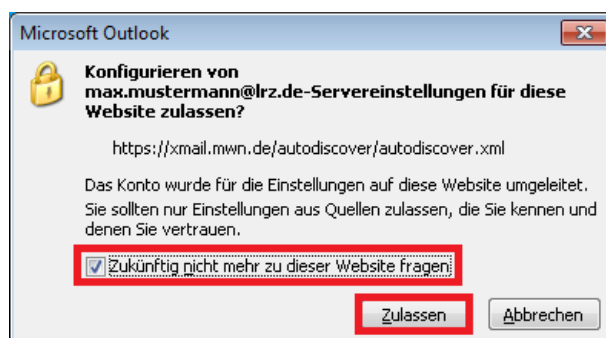 Microsoft Outlook
Konfigurieren von
max.mustermann@lrz.de-Servereinstellungen für diese
Website zulassen?
https://xmail.mwn.de/autodiscover/autodiscover.xml
Das Konto wurde für die Einstellungen auf diese Website umgeleitet.
Sie sollten nur Einstellungen aus Quellen zulassen, die Sie kennen und
denen Sie vertrauen.
Zukünftig nicht mehr zu dieser Website fragen
Zulassen Abbrechen